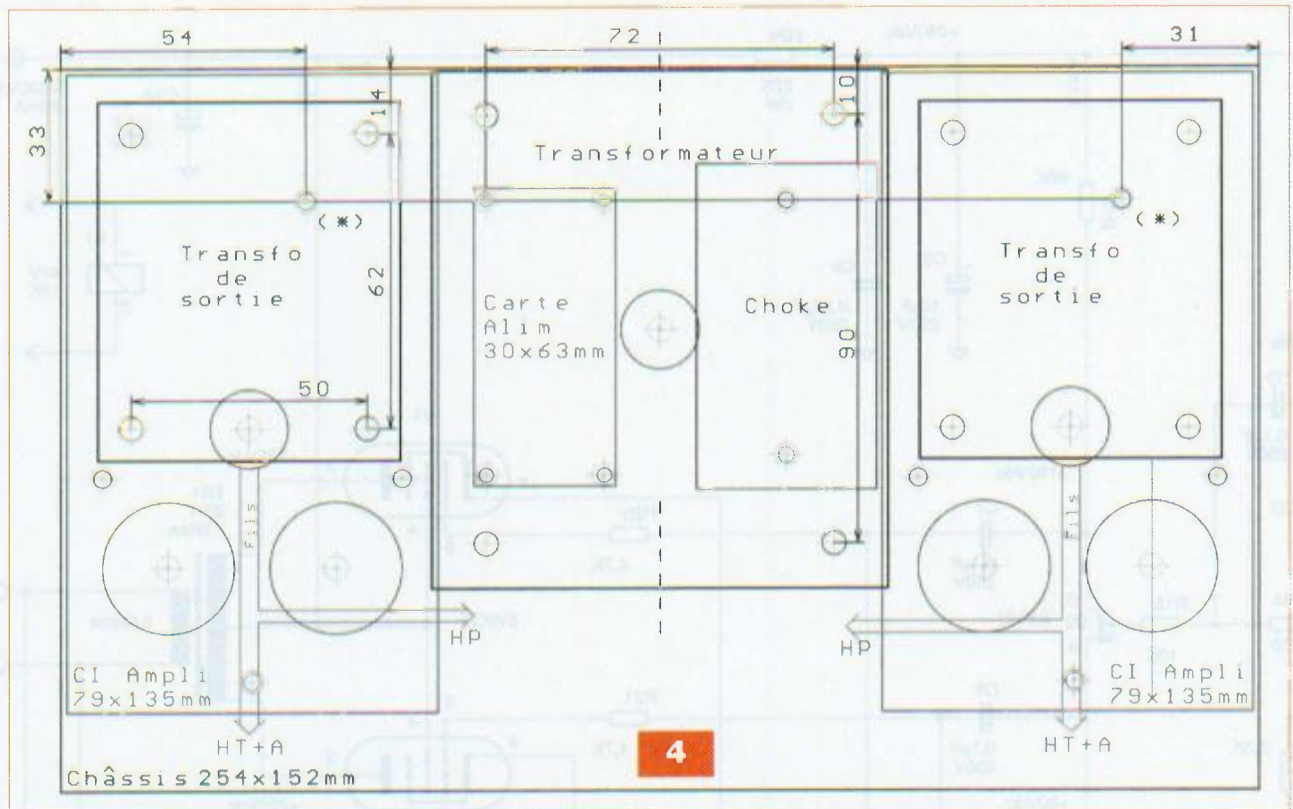 54
72
31
33
14
10
Transformateur
(*)
(*)
Transfo
de
sortie
62
Carte
Alim
30x63mm
Choke
90
Transfo
de
sortie
50
Fils
Fils
HP
HP
CI Ampli
79x135mm
CI Ampli
79x135mm
HT+A
4
HT+A
Châssis 254x152mm